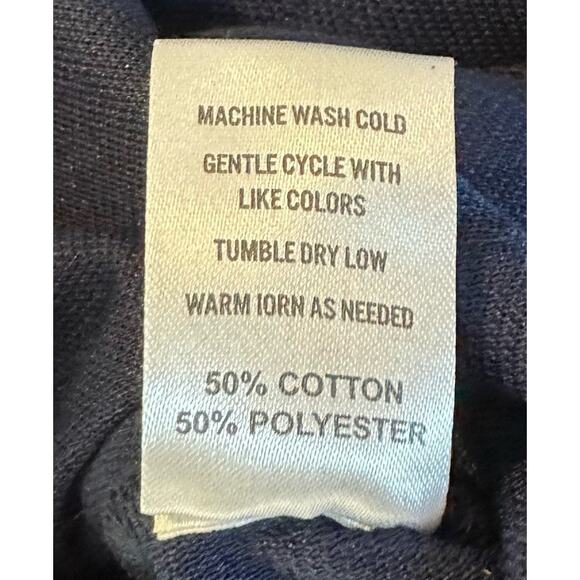 MACHINE WASH COLD
GENTLE CYCLE WITH
LIKE COLORS
TUMBLE DRY LOW
WARM IORN AS NEEDED
50% COTTON
50% POLYESTER